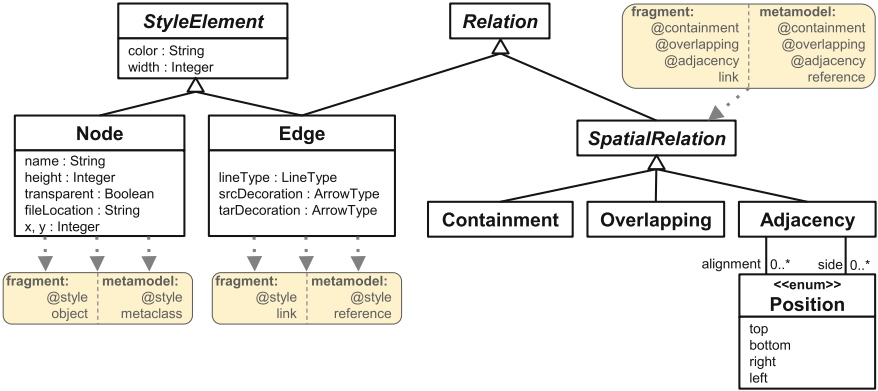 StyleElement
color : String
width : Integer
Relation
fragment: metamodel:
@containment @containment
@overlapping @overlapping
@adjacency @adjacency
link reference
Node
name : String
height : Integer
transparent : Boolean
fileLocation : String
x, y : Integer
Edge
lineType : LineType
srcDecoration : ArrowType
tarDecoration : ArrowType
SpatialRelation
Containment
Overlapping
Adjacency
fragment: metamodel:
@style @style
object metaclass
fragment: metamodel:
@style @style
link reference
alignment 0..* side 0..*
<<enum>>
Position
top
bottom
right
left